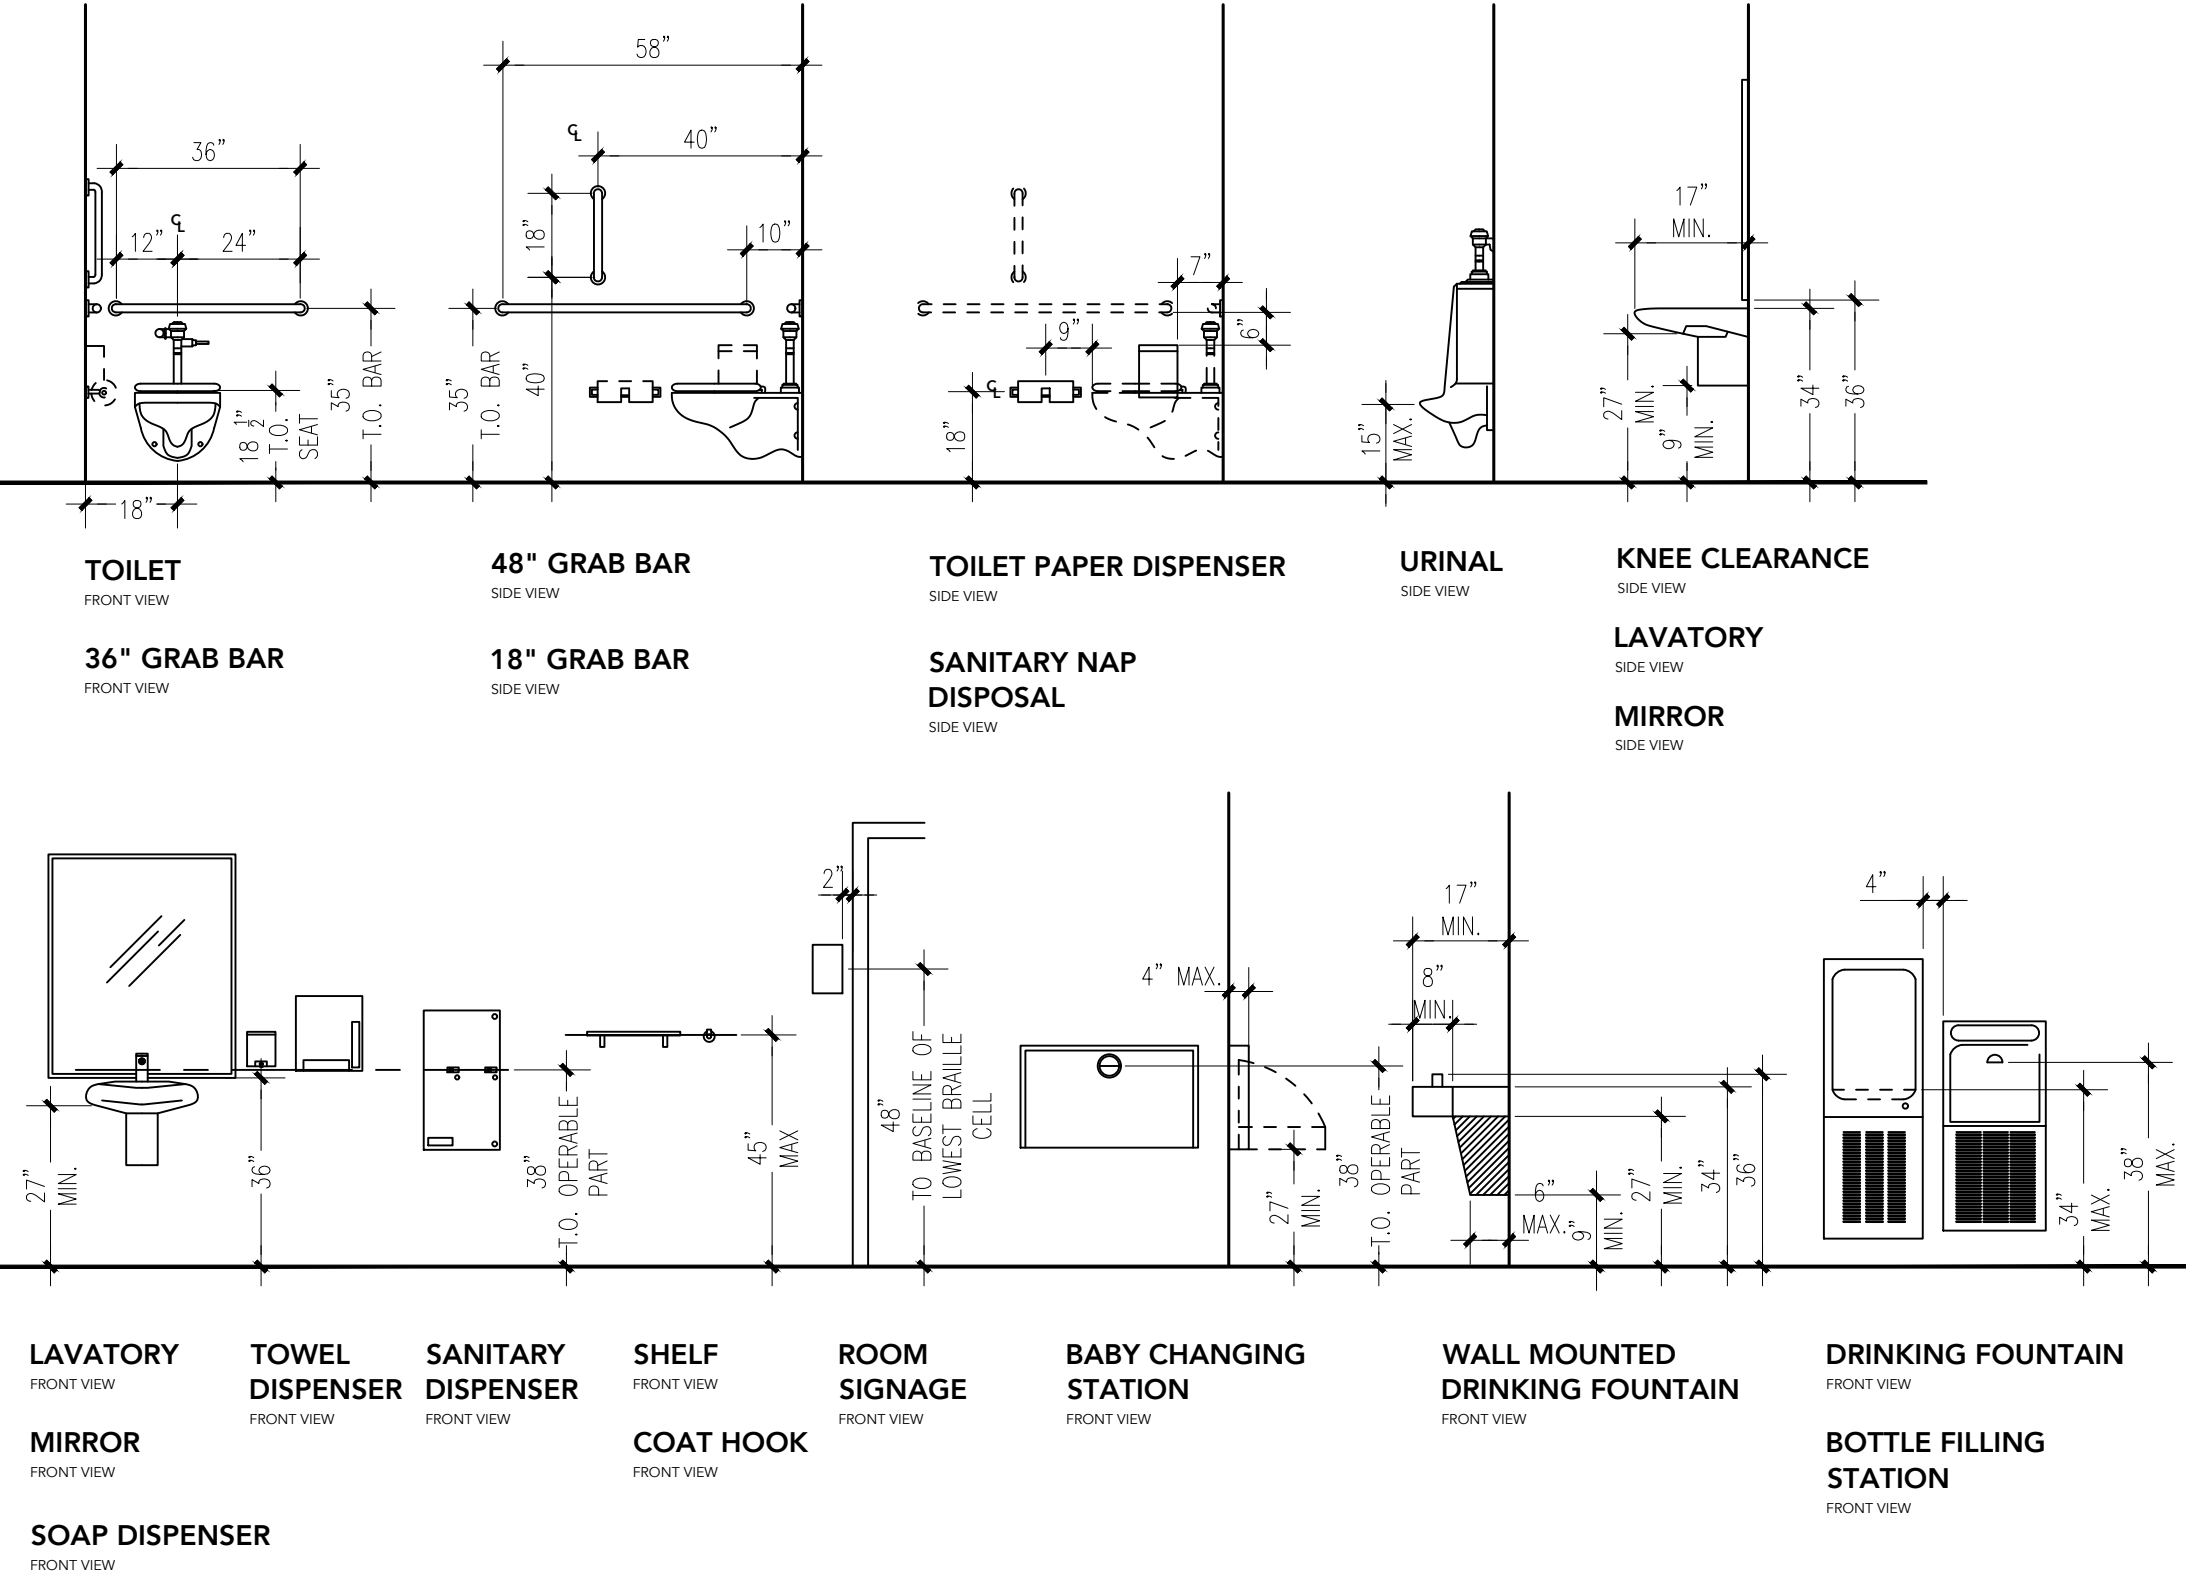 58”
36”
℄
40”
12”
℄
24”
18”
10”
35”
T.O. BAR
18 1/2”
T.O.
SEAT
18”
35”
T.O. BAR
40”
7”
9”
6”
℄
18”
15”
MAX.
17”
MIN.
27”
MIN.
9”
MIN.
34”
36”
TOILET
FRONT VIEW
36" GRAB BAR
FRONT VIEW
48" GRAB BAR
SIDE VIEW
18" GRAB BAR
SIDE VIEW
TOILET PAPER DISPENSER
SIDE VIEW
SANITARY NAP
DISPOSAL
SIDE VIEW
URINAL
SIDE VIEW
KNEE CLEARANCE
SIDE VIEW
LAVATORY
SIDE VIEW
MIRROR
SIDE VIEW
27”
MIN.
36”
38”
T.O. OPERABLE
PART
45”
MAX
2”
48”
TO BASELINE OF
LOWEST BRAILLE
CELL
4” MAX.
27”
MIN.
38”
T.O. OPERABLE
PART
17”
MIN.
8”
MIN.
6”
MAX.
9”
MIN.
27”
MIN.
34”
36”
4”
34”
MAX.
38”
MAX.
LAVATORY
FRONT VIEW
MIRROR
FRONT VIEW
SOAP DISPENSER
FRONT VIEW
TOWEL
DISPENSER
FRONT VIEW
SANITARY
DISPENSER
FRONT VIEW
SHELF
FRONT VIEW
COAT HOOK
FRONT VIEW
ROOM
SIGNAGE
FRONT VIEW
BABY CHANGING
STATION
FRONT VIEW
WALL MOUNTED
DRINKING FOUNTAIN
FRONT VIEW
DRINKING FOUNTAIN
FRONT VIEW
BOTTLE FILLING
STATION
FRONT VIEW